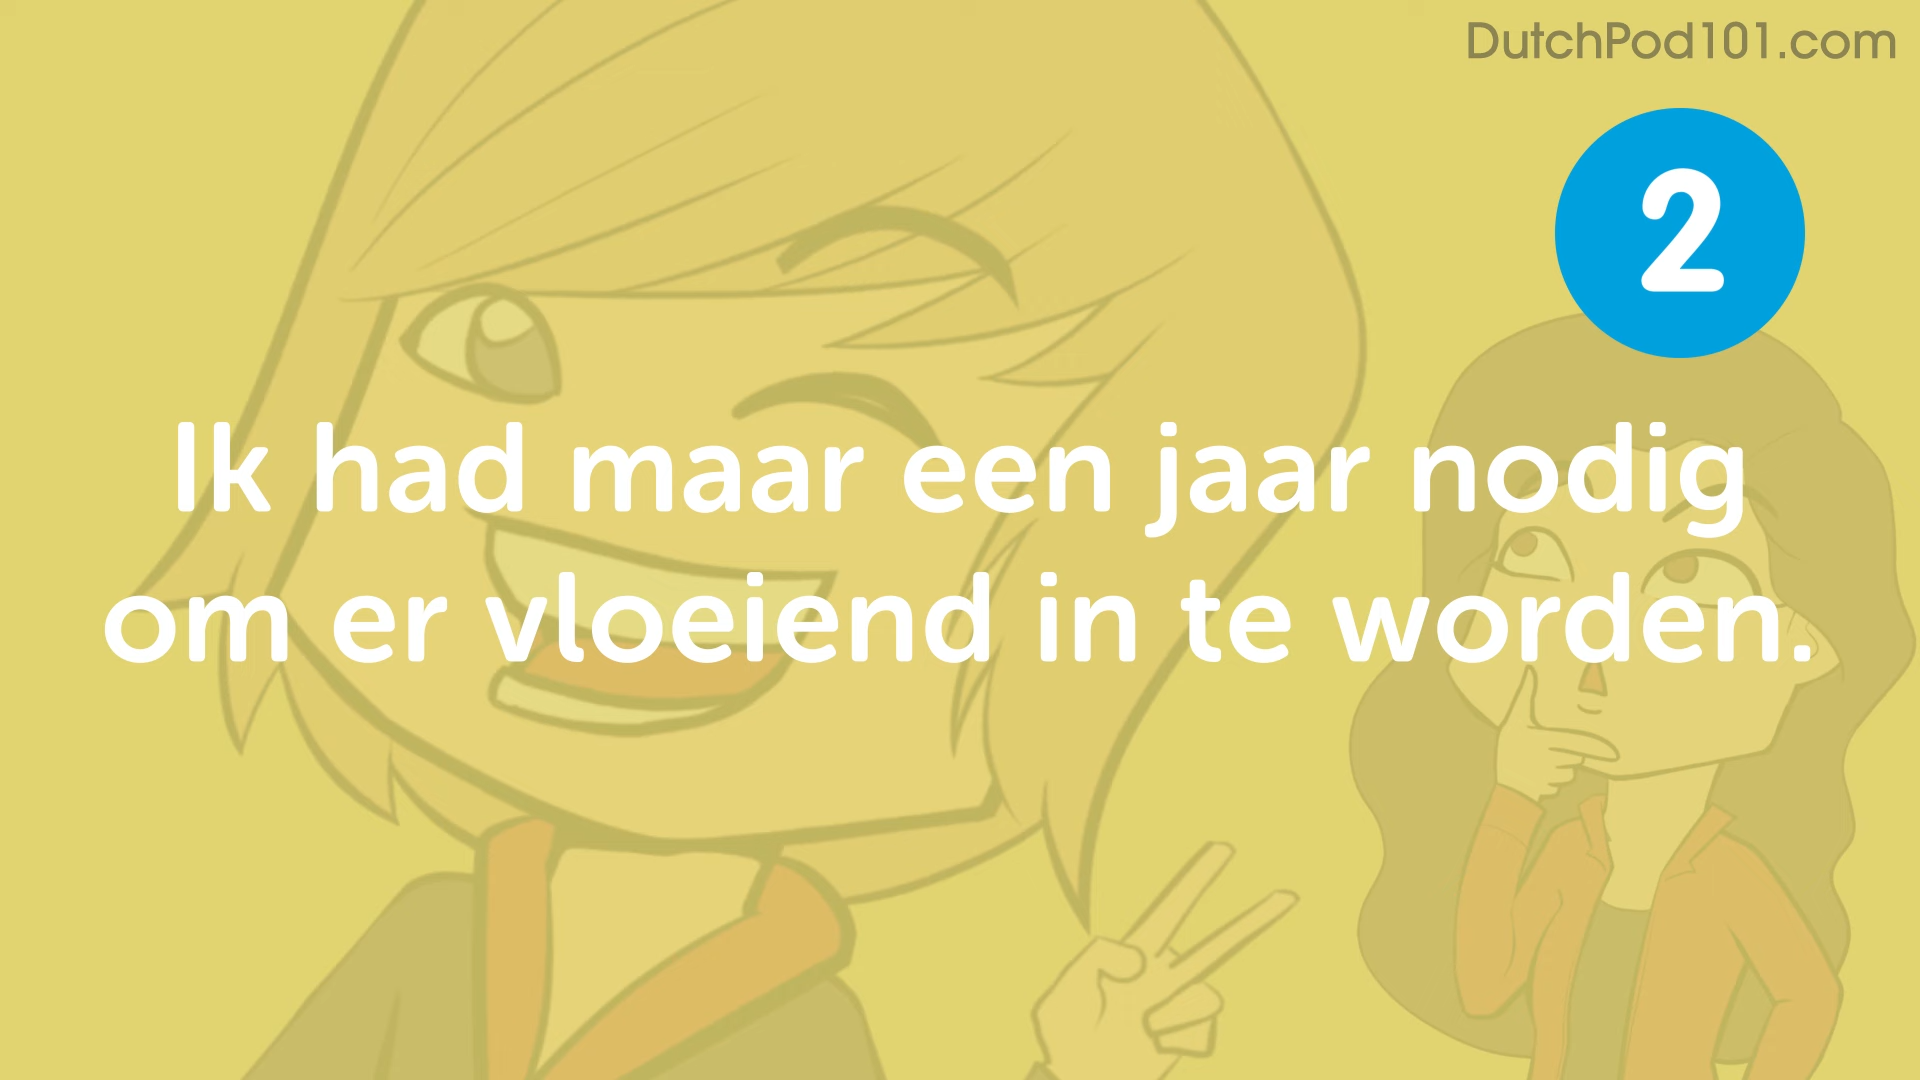 DutchPod101.com
2
Ik had maar een jaar nodig
om er vloeiend in te worden.